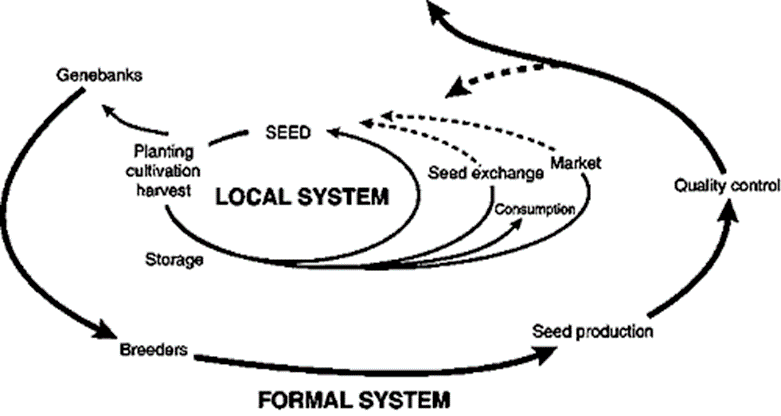 Genebanks
SEED
Planting
cultivation
harvest
Seed exchange
Market
Quality control
LOCAL SYSTEM
Consumption
Storage
Seed production
Breeders
FORMAL SYSTEM